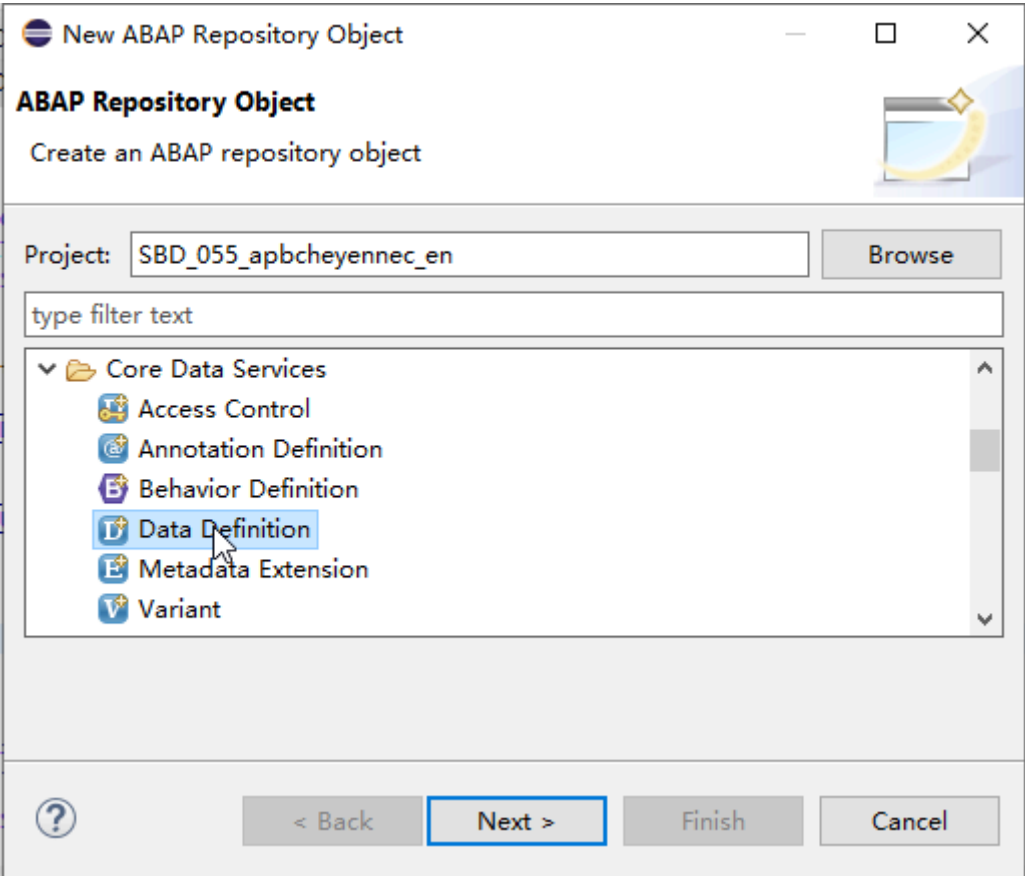 New ABAP Repository Object
ABAP Repository Object
Create an ABAP repository object
Project: SBD_055_apbcheyennec_en Browse
type filter text
Core Data Services
Access Control
Annotation Definition
Behavior Definition
Data Definition
Metadata Extension
Variant
< Back Next > Finish Cancel